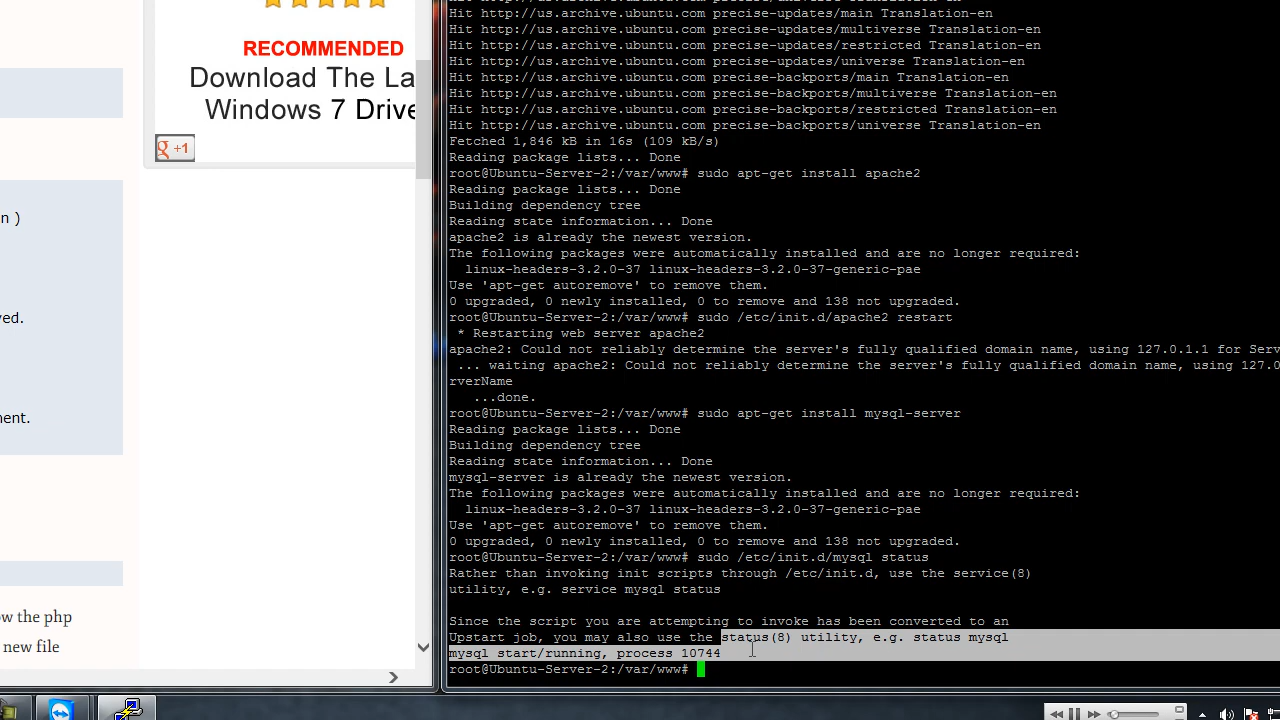 RECOMMENDED
Download The La
Windows 7 Drive
g +1
n )
ved.
ment.
ow the php
new file
Hit http://us.archive.ubuntu.com precise-updates/main Translation-en
Hit http://us.archive.ubuntu.com precise-updates/multiverse Translation-en
Hit http://us.archive.ubuntu.com precise-updates/restricted Translation-en
Hit http://us.archive.ubuntu.com precise-updates/universe Translation-en
Hit http://us.archive.ubuntu.com precise-backports/main Translation-en
Hit http://us.archive.ubuntu.com precise-backports/multiverse Translation-en
Hit http://us.archive.ubuntu.com precise-backports/restricted Translation-en
Hit http://us.archive.ubuntu.com precise-backports/universe Translation-en
Fetched 1,846 kB in 16s (109 kB/s)
Reading package lists... Done
root@Ubuntu-Server-2:/var/www# sudo apt-get install apache2
Reading package lists... Done
Building dependency tree
Reading state information... Done
apache2 is already the newest version.
The following packages were automatically installed and are no longer required:
linux-headers-3.2.0-37 linux-headers-3.2.0-37-generic-pae
Use 'apt-get autoremove' to remove them.
0 upgraded, 0 newly installed, 0 to remove and 138 not upgraded.
root@Ubuntu-Server-2:/var/www# sudo /etc/init.d/apache2 restart
* Restarting web server apache2
apache2: Could not reliably determine the server's fully qualified domain name, using 127.0.1.1 for Serv
... waiting apache2: Could not reliably determine the server's fully qualified domain name, using 127.0
rverName
...done.
root@Ubuntu-Server-2:/var/www# sudo apt-get install mysql-server
Reading package lists... Done
Building dependency tree
Reading state information... Done
mysql-server is already the newest version.
The following packages were automatically installed and are no longer required:
linux-headers-3.2.0-37 linux-headers-3.2.0-37-generic-pae
Use 'apt-get autoremove' to remove them.
0 upgraded, 0 newly installed, 0 to remove and 138 not upgraded.
root@Ubuntu-Server-2:/var/www# sudo /etc/init.d/mysql status
Rather than invoking init scripts through /etc/init.d, use the service(8)
utility, e.g. service mysql status
Since the script you are attempting to invoke has been converted to an
Upstart job, you may also use the status(8) utility, e.g. status mysql
mysql start/running, process 10744
root@Ubuntu-Server-2:/var/www#